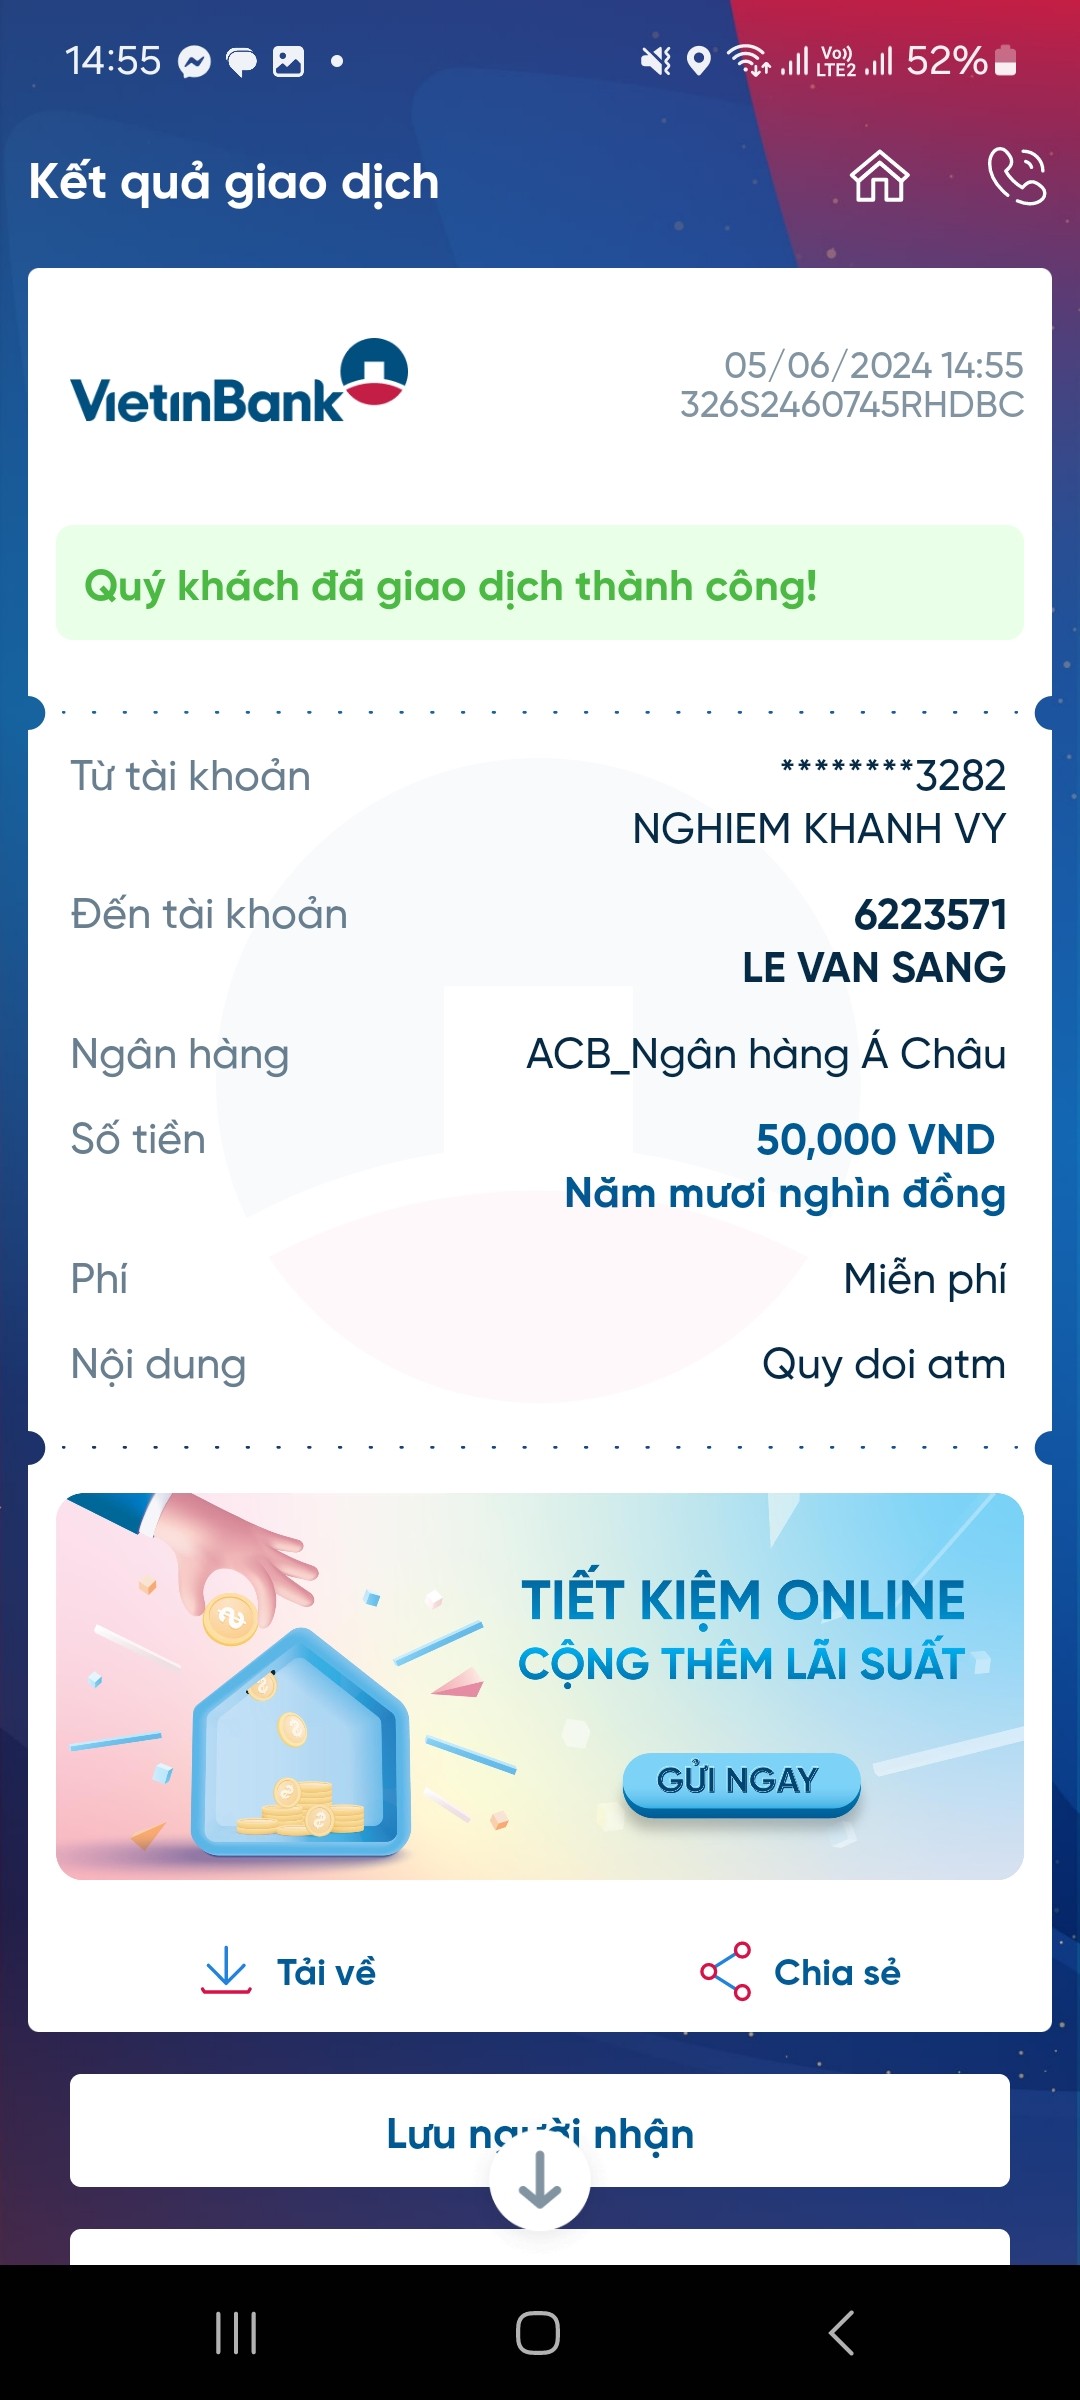 14:55
Vo)) LTE2
52%
Kết quả giao dịch
VietinBank
05/06/2024 14:55
326S2460745RHDBC
Quý khách đã giao dịch thành công!
Từ tài khoản
********3282
NGHIEM KHANH VY
Đến tài khoản
6223571
LE VAN SANG
Ngân hàng
ACB_Ngân hàng Á Châu
Số tiền
50,000 VND
Năm mươi nghìn đồng
Phí
Miễn phí
Nội dung
Quy doi atm
TIẾT KIỆM ONLINE
CỘNG THÊM LÃI SUẤT
GỬI NGAY
Tải về
Chia sẻ
Lưu người nhận